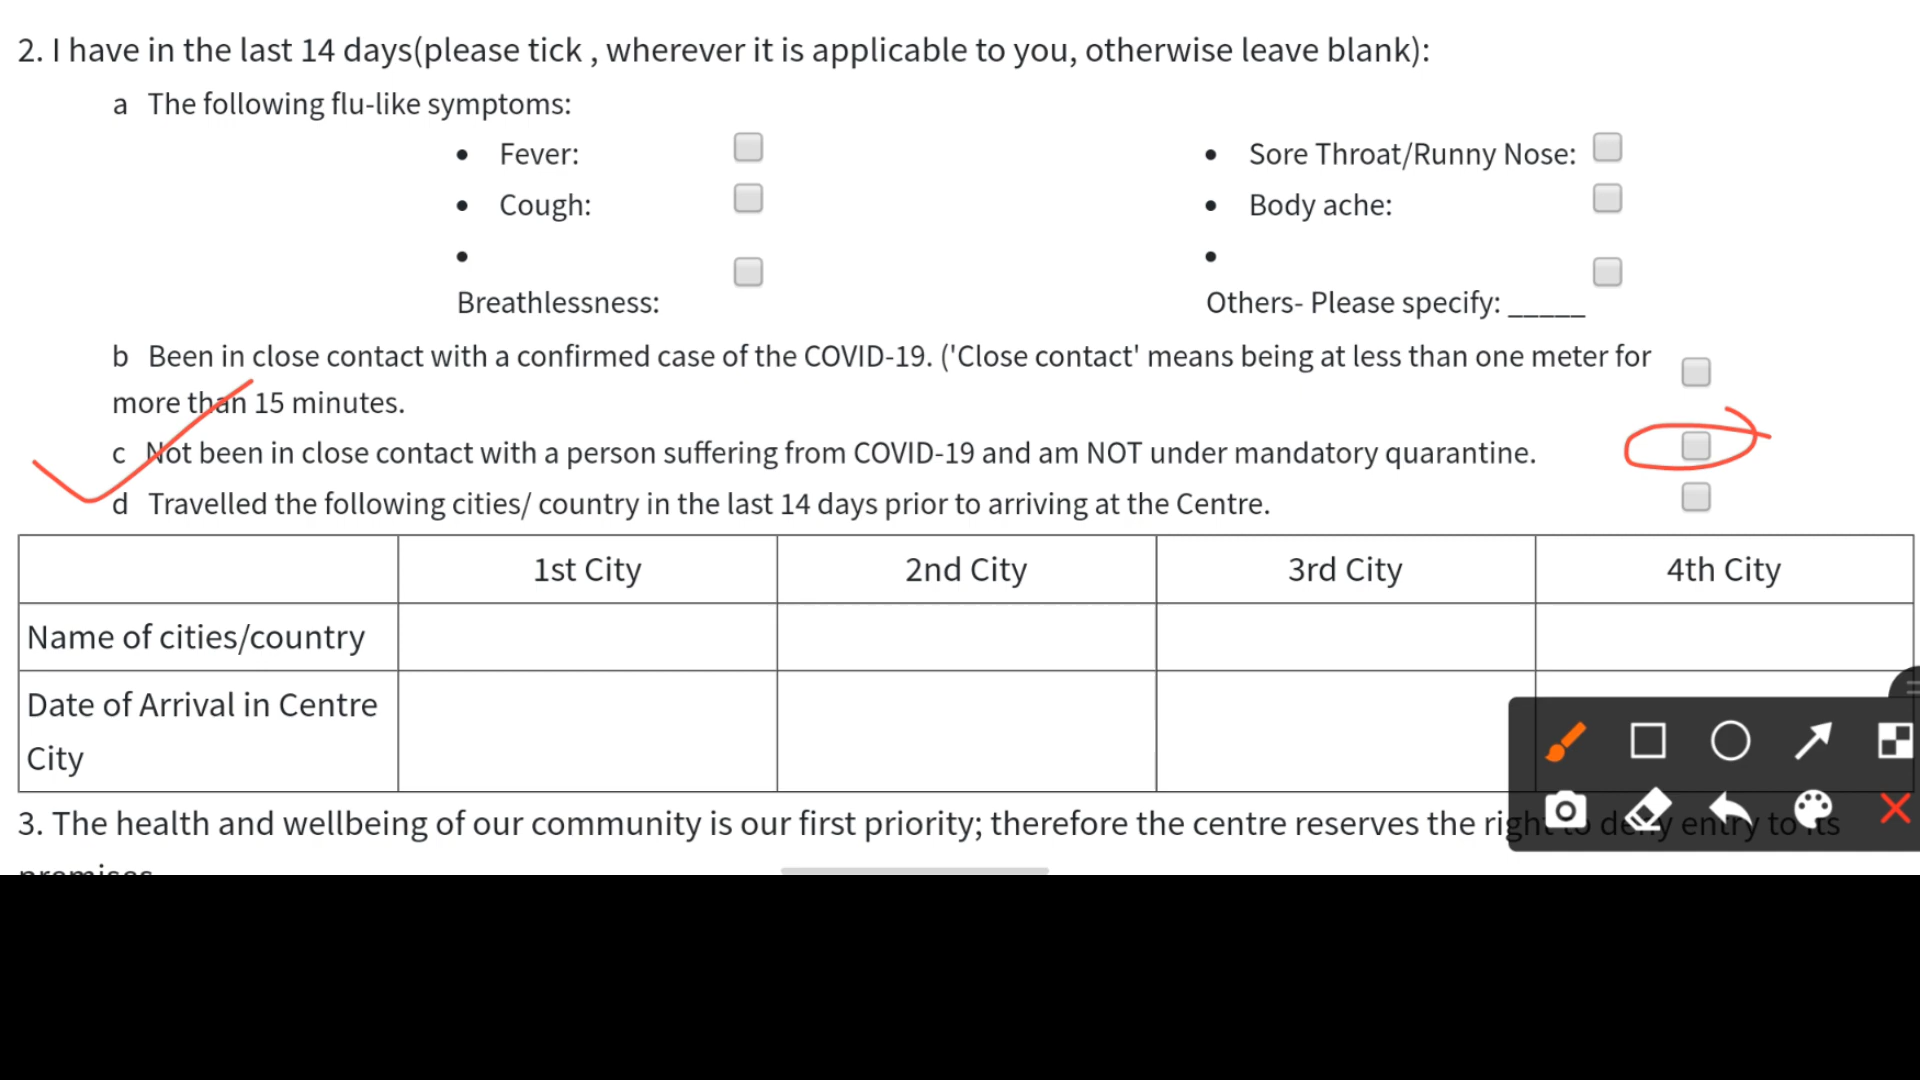 2. I have in the last 14 days(please tick , wherever it is applicable to you, otherwise leave blank):
a The following flu-like symptoms:
• Fever:
• Sore Throat/Runny Nose:
• Cough:
• Body ache:
•
•
Breathlessness:
Others- Please specify: _____
b Been in close contact with a confirmed case of the COVID-19. ('Close contact' means being at less than one meter for
more than 15 minutes.
c Not been in close contact with a person suffering from COVID-19 and am NOT under mandatory quarantine.
d Travelled the following cities/ country in the last 14 days prior to arriving at the Centre.
1st City 2nd City 3rd City 4th City
Name of cities/country
Date of Arrival in Centre
City
3. The health and wellbeing of our community is our first priority; therefore the centre reserves the right to deny entry to its
premises